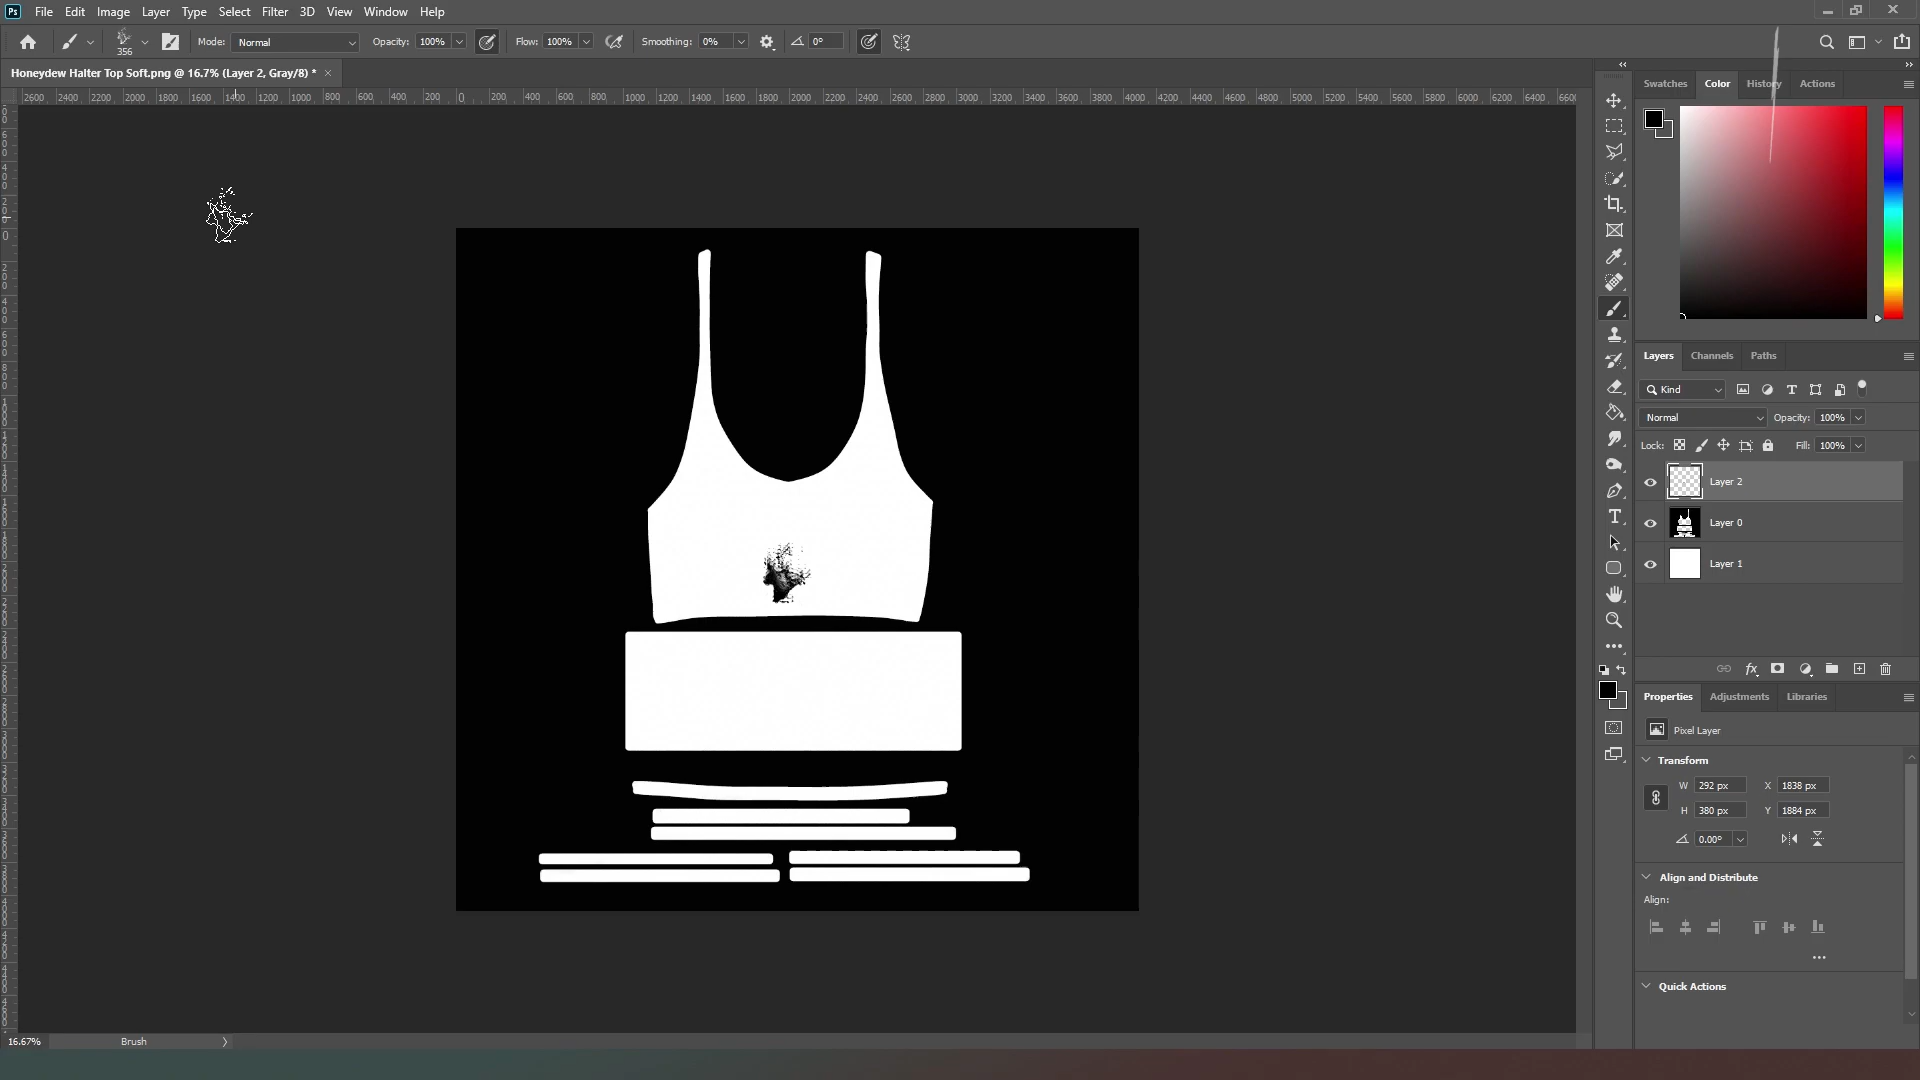 Ps File Edit Image Layer Type Select Filter 3D View Window Help
356 Mode: Normal Opacity: 100% Flow: 100% Smoothing: 0% 0°
Honeydew Halter Top Soft.png @ 16.7% (Layer 2, Gray/8) * ×
2600 2400 2200 2000 1800 1600 1400 1200 1000 800 600 400 200 0 200 400 600 800 1000 1200 1400 1600 1800 2000 2200 2400 2600 2800 3000 3200 3400 3600 3800 4000 4200 4400 4600 4800 5000 5200 5400 5600 5800 6000 6200 6400 6600
Swatches Color History Actions
Layers Channels Paths
Kind
Normal Opacity: 100%
Lock: Fill: 100%
Layer 2
Layer 0
Layer 1
fx
Properties Adjustments Libraries
Pixel Layer
Transform
W 292 px X 1838 px
H 380 px Y 1884 px
0.00°
Align and Distribute
Align:
Quick Actions
16.67% Brush